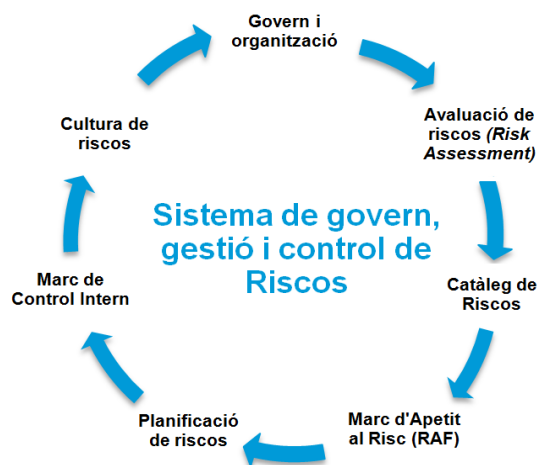 Govern i
organització
Avaluació de
riscos (Risk
Assessment)
Catàleg de
Riscos
Marc d'Apetit
al Risc (RAF)
Planificació
de riscos
Marc de
Control Intern
Cultura de
riscos
Sistema de govern,
gestió i control de
Riscos